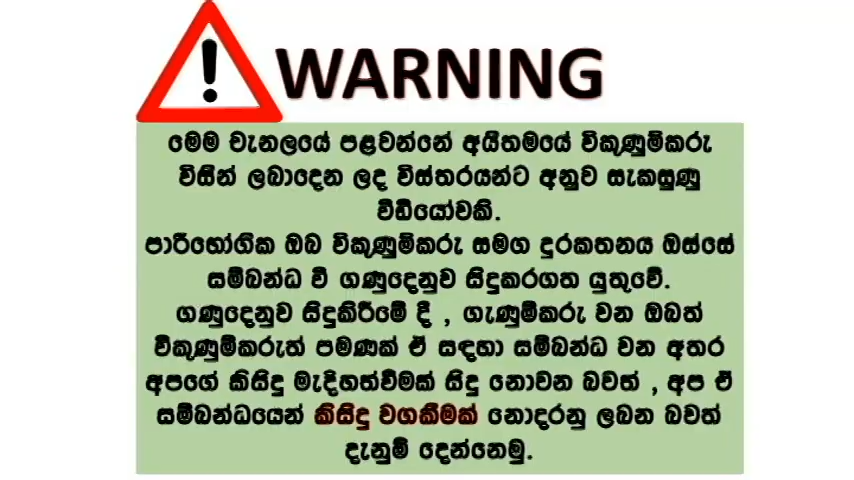 WARNING
මෙම චැනලයේ පළවන්නේ අයිතමයේ විකුණුම්කරු
විසින් ලබාදෙන ලද විස්තරයන්ට අනුව සැකසුණු
වීඩියෝවකි.
පාරිභෝගික ඔබ විකුණුම්කරු සමග දුරකතනය ඔස්සේ
සම්බන්ධ වී ගණුදෙනුව සිදුකරගත යුතුවේ.
ගණුදෙනුව සිදුකිරීමේ දී , ගැණුම්කරු වන ඔබත්
විකුණුම්කරුත් පමණක් ඒ සඳහා සම්බන්ධ වන අතර
අපගේ කිසිදු මැදිහත්වීමක් සිදු නොවන බවත් , අප ඒ
සම්බන්ධයෙන් කිසිදු වගකීමක් නොදරනු ලබන බවත්
දැනුම් දෙන්නෙමු.